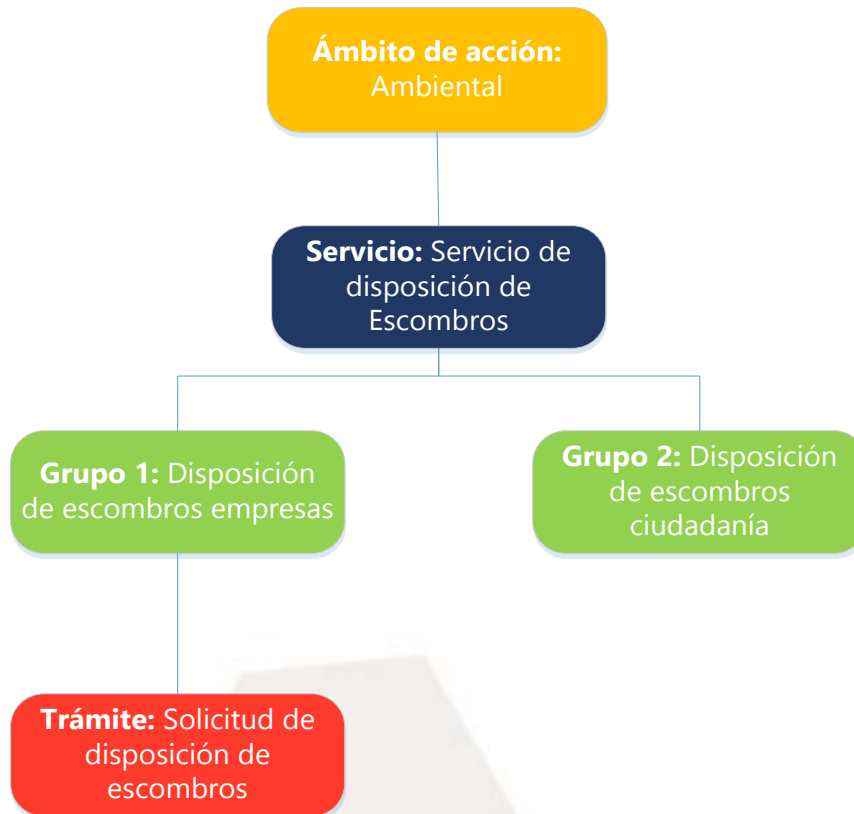 Ámbito de acción:
Ambiental
Servicio: Servicio de
disposición de
Escombros
Grupo 1: Disposición
de escombros empresas
Grupo 2: Disposición
de escombros
ciudadanía
Trámite: Solicitud de
disposición de
escombros